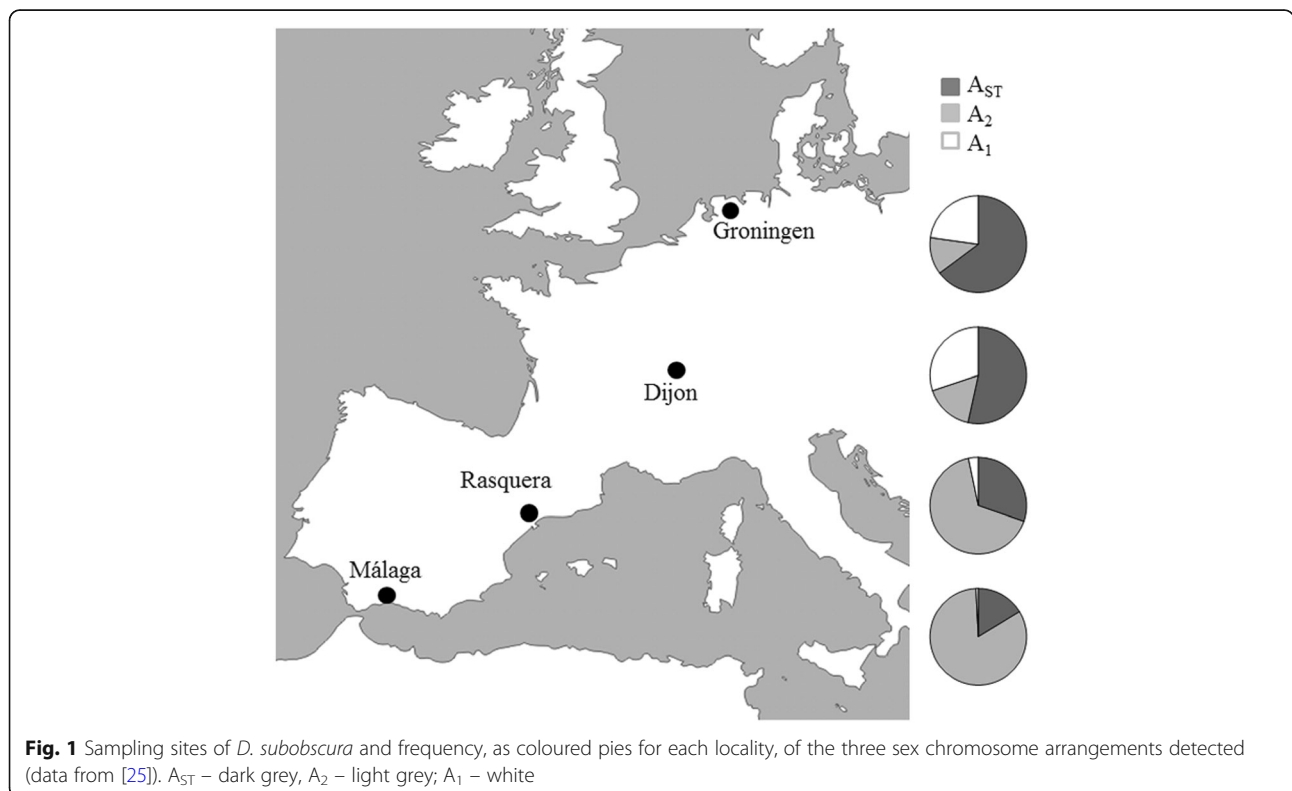 A_ST
A_2
A_1
Groningen
Dijon
Rasquera
Málaga
Fig. 1 Sampling sites of D. subobscura and frequency, as coloured pies for each locality, of the three sex chromosome arrangements detected
(data from [25]). A_ST – dark grey, A_2 – light grey; A_1 – white